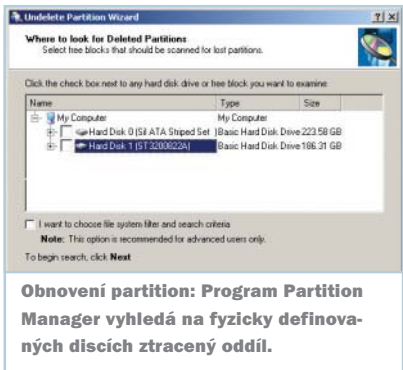 Undelete Partition Wizard
Where to look for Deleted Partitions
Select free blocks that should be scanned for lost partitions.
Click the check box next to any hard disk drive or free block you want to examine
Name Type Size
My Computer My Computer
Hard Disk 0 (Sil ATA Striped Set ) Basic Hard Disk Drive 223.58 GB
Hard Disk 1 (ST3200822A) Basic Hard Disk Drive 186.31 GB
I want to choose file system filter and search criteria
Note: This option is recommended for advanced users only.
To begin search, click Next
Obnovení partition: Program Partition
Manager vyhledá na fyzicky definova-
ných discích ztracený oddíl.